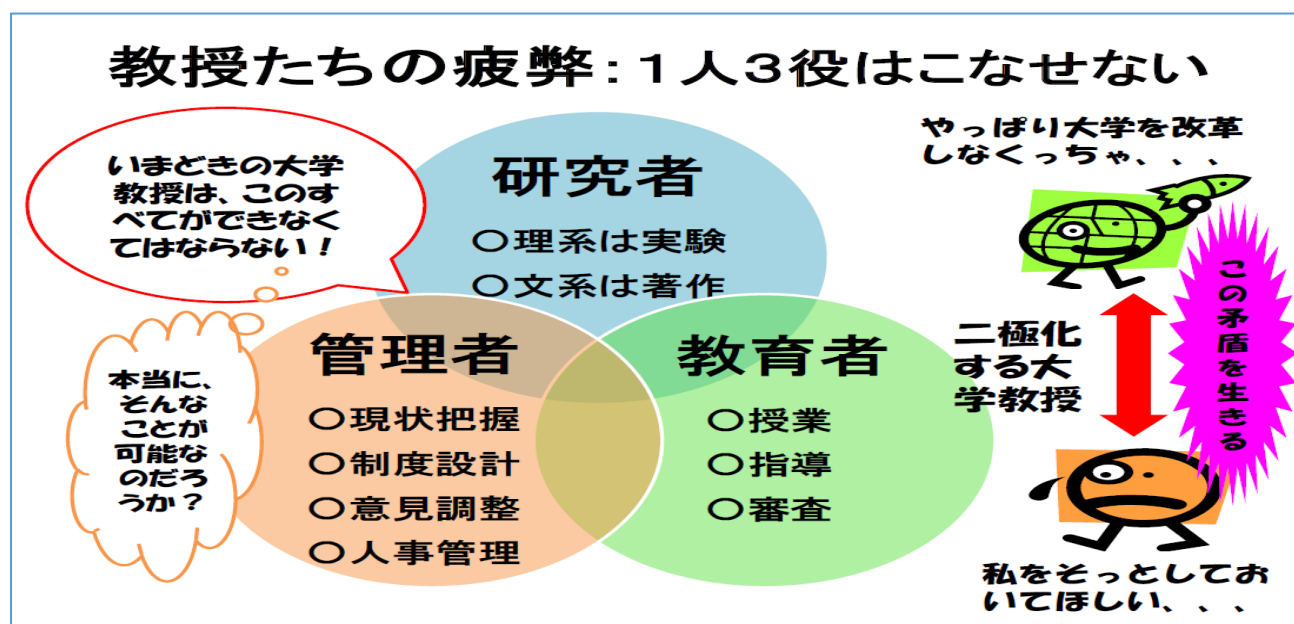 教授たちの疲弊:1人3役はこなせない
いまどきの大学
教授は、このす
べてができなく
てはならない!
本当に、
そんな
ことが
可能な
のだろ
うか?
研究者
○理系は実験
○文系は著作
管理者
○現状把握
○制度設計
○意見調整
○人事管理
教育者
○授業
○指導
○審査
やっぱり大学を改革
しなくっちゃ、、、
二極化
する大
学教授
この矛盾を生きる
私をそっとしてお
いてほしい、、、